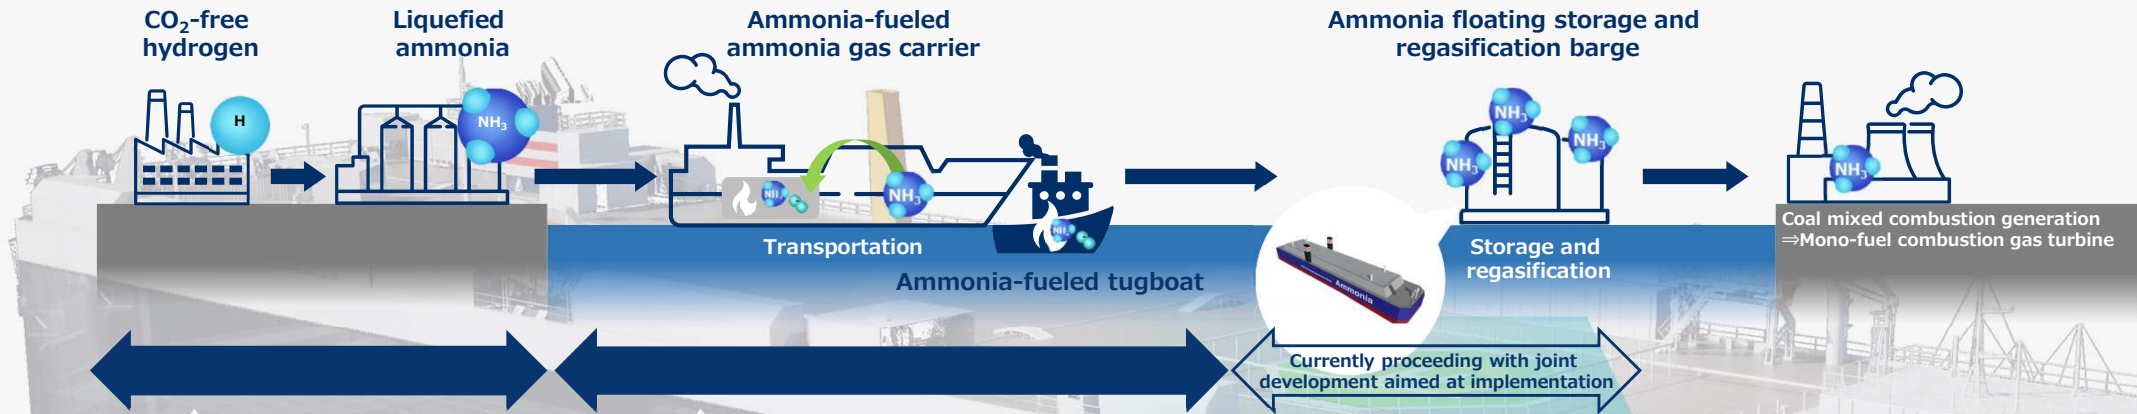 CO₂-free
hydrogen
Liquefied
ammonia
Ammonia-fueled
ammonia gas carrier
Ammonia floating storage and
regasification barge
H
NH₃
NH
NH₃
NH₃
NH₃
NH₃
NH₃
NH₃
Transportation
Ammonia-fueled tugboat
Ammonia
Storage and
regasification
Coal mixed combustion generation
⇒Mono-fuel combustion gas turbine
Currently proceeding with joint
development aimed at implementation